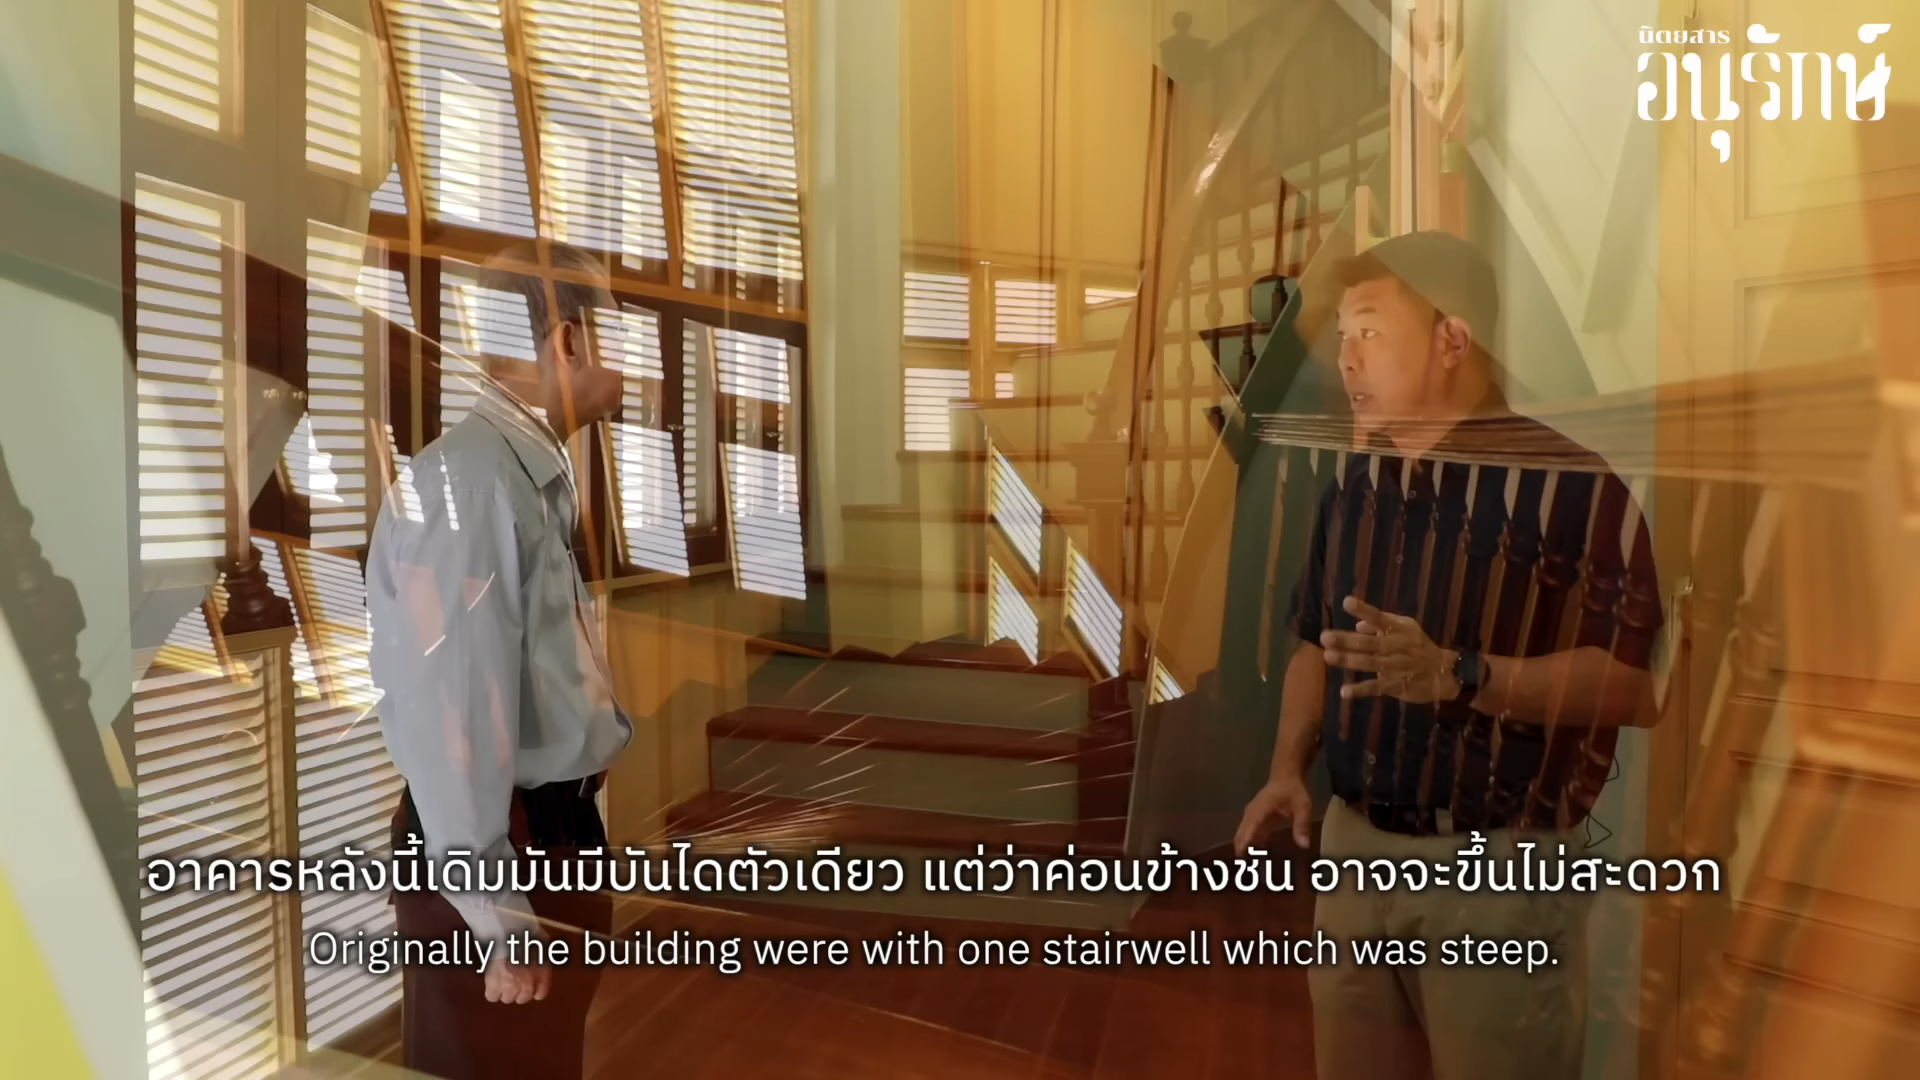 นิตยสาร
อนุรักษ์
อาคารหลังนี้เดิมมันมีบันไดตัวเดียว แต่ว่าค่อนข้างชัน อาจจะขึ้นไม่สะดวก
Originally the building were with one stairwell which was steep.